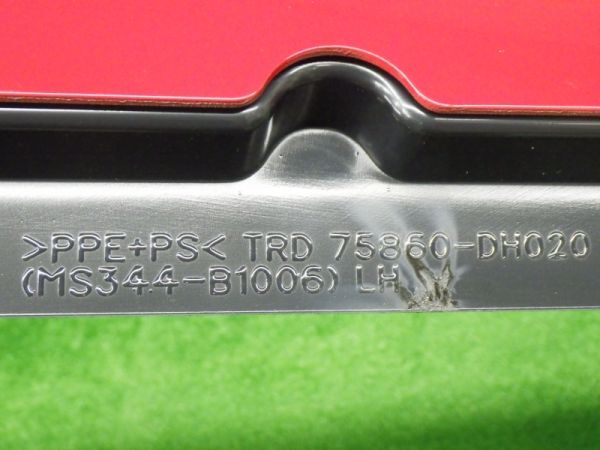 >PPE+PS< TRD 75860-DH020
(MS344-B1006) LH